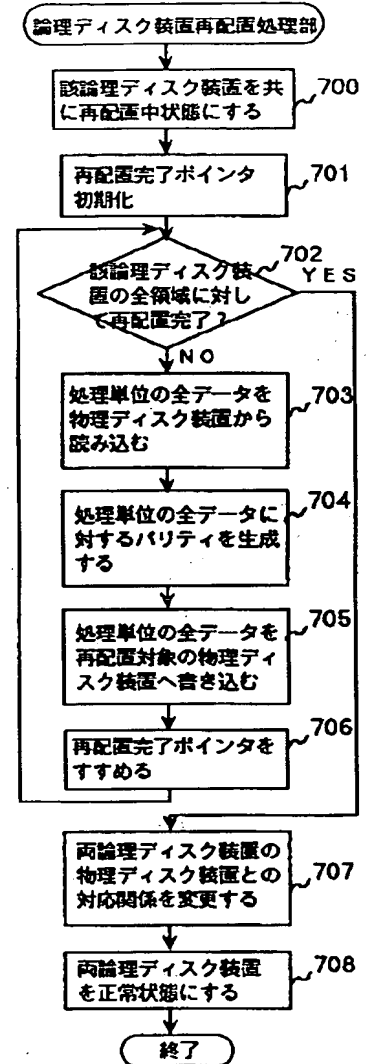 論理ディスク装置再配置処理部
該論理ディスク装置を共
に再配置中状態にする
700
再配置完了ポインタ
初期化
701
702
該論理ディスク装
置の全領域に対し
て再配置完了？
YES
NO
処理単位の全データを
物理ディスク装置から
読み込む
703
処理単位の全データに
対するパリティを生成
する
704
処理単位の全データを
再配置対象の物理ディ
スク装置へ書き込む
705
再配置完了ポインタを
すすめる
706
両論理ディスク装置の
物理ディスク装置との
対応関係を変更する
707
両論理ディスク装置
を正常状態にする
708
終了